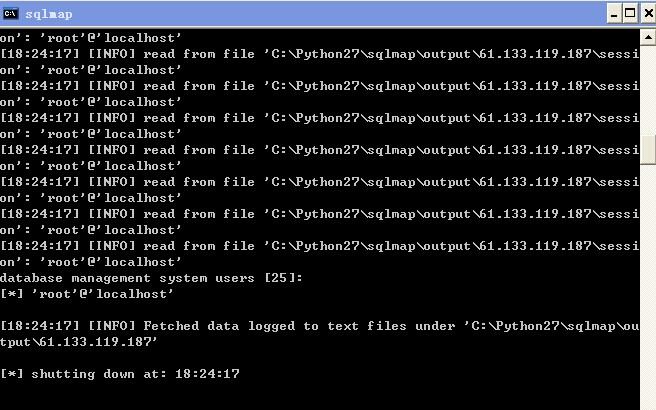 sqlmap
on': 'root'@'localhost'
[18:24:17] [INFO] read from file 'C:\Python27\sqlmap\output\61.133.119.187\sessi
on': 'root'@'localhost'
[18:24:17] [INFO] read from file 'C:\Python27\sqlmap\output\61.133.119.187\sessi
on': 'root'@'localhost'
[18:24:17] [INFO] read from file 'C:\Python27\sqlmap\output\61.133.119.187\sessi
on': 'root'@'localhost'
[18:24:17] [INFO] read from file 'C:\Python27\sqlmap\output\61.133.119.187\sessi
on': 'root'@'localhost'
[18:24:17] [INFO] read from file 'C:\Python27\sqlmap\output\61.133.119.187\sessi
on': 'root'@'localhost'
[18:24:17] [INFO] read from file 'C:\Python27\sqlmap\output\61.133.119.187\sessi
on': 'root'@'localhost'
[18:24:17] [INFO] read from file 'C:\Python27\sqlmap\output\61.133.119.187\sessi
on': 'root'@'localhost'
database management system users [25]:
[*] 'root'@'localhost'
[18:24:17] [INFO] Fetched data logged to text files under 'C:\Python27\sqlmap\ou
tput\61.133.119.187'
[*] shutting down at: 18:24:17